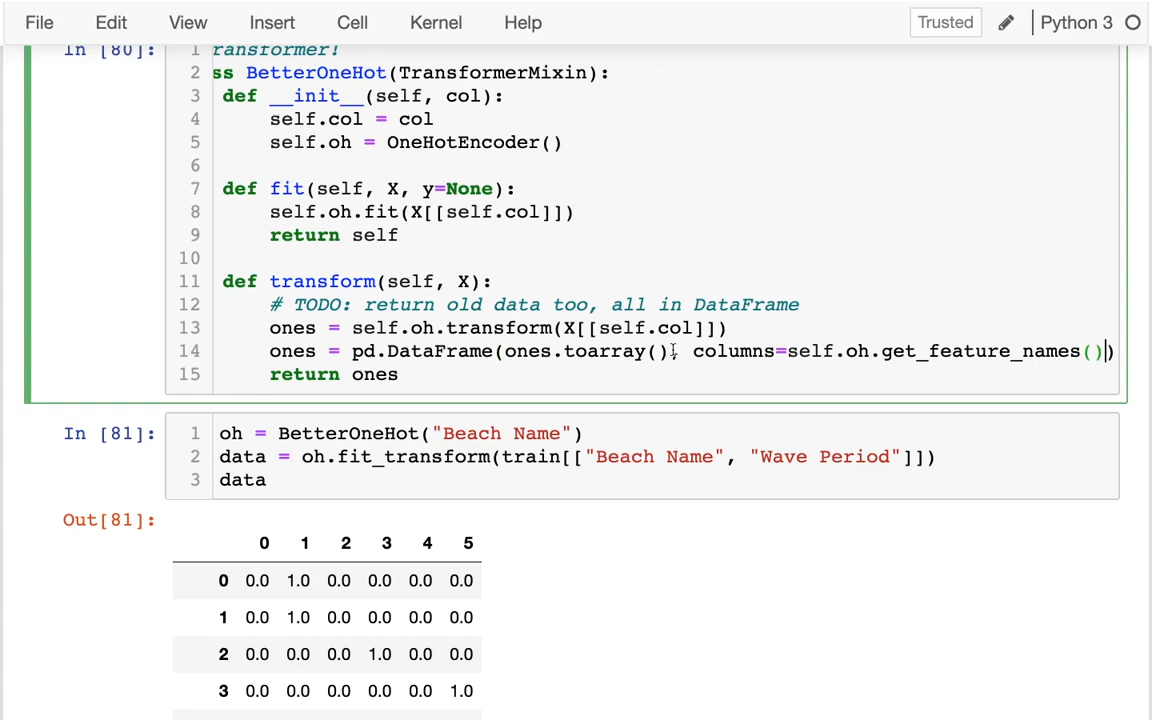 File Edit View Insert Cell Kernel Help Trusted Python 3
In [80]: 1 ransformer!
2 ss BetterOneHot(TransformerMixin):
3 def __init__(self, col):
4 self.col = col
5 self.oh = OneHotEncoder()
6
7 def fit(self, X, y=None):
8 self.oh.fit(X[[self.col]])
9 return self
10
11 def transform(self, X):
12 # TODO: return old data too, all in DataFrame
13 ones = self.oh.transform(X[[self.col]])
14 ones = pd.DataFrame(ones.toarray(), columns=self.oh.get_feature_names())
15 return ones
In [81]: 1 oh = BetterOneHot("Beach Name")
2 data = oh.fit_transform(train[["Beach Name", "Wave Period"]])
3 data
Out[81]:
0 1 2 3 4 5
0 0.0 1.0 0.0 0.0 0.0 0.0
1 0.0 1.0 0.0 0.0 0.0 0.0
2 0.0 0.0 0.0 1.0 0.0 0.0
3 0.0 0.0 0.0 0.0 0.0 1.0